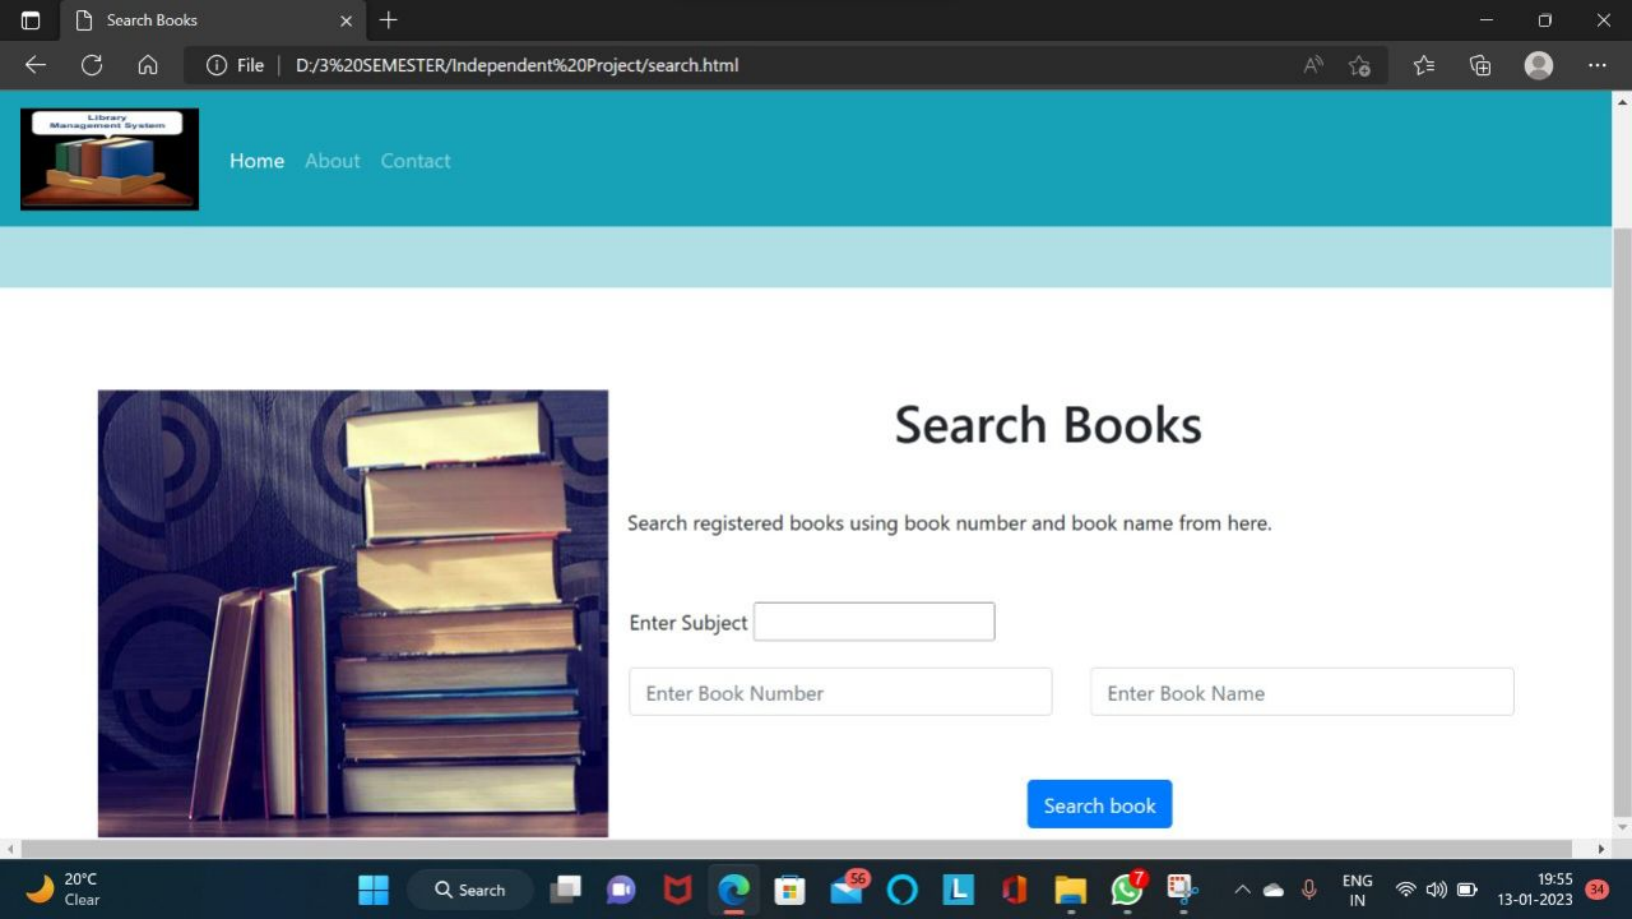 Search Books
File | D:/3%20SEMESTER/Independent%20Project/search.html
Library
Management System
Home About Contact
Search Books
Search registered books using book number and book name from here.
Enter Subject
Enter Book Number
Enter Book Name
Search book
20°C
Clear
Search
56
L
7
ENG
IN
19:55
13-01-2023
34